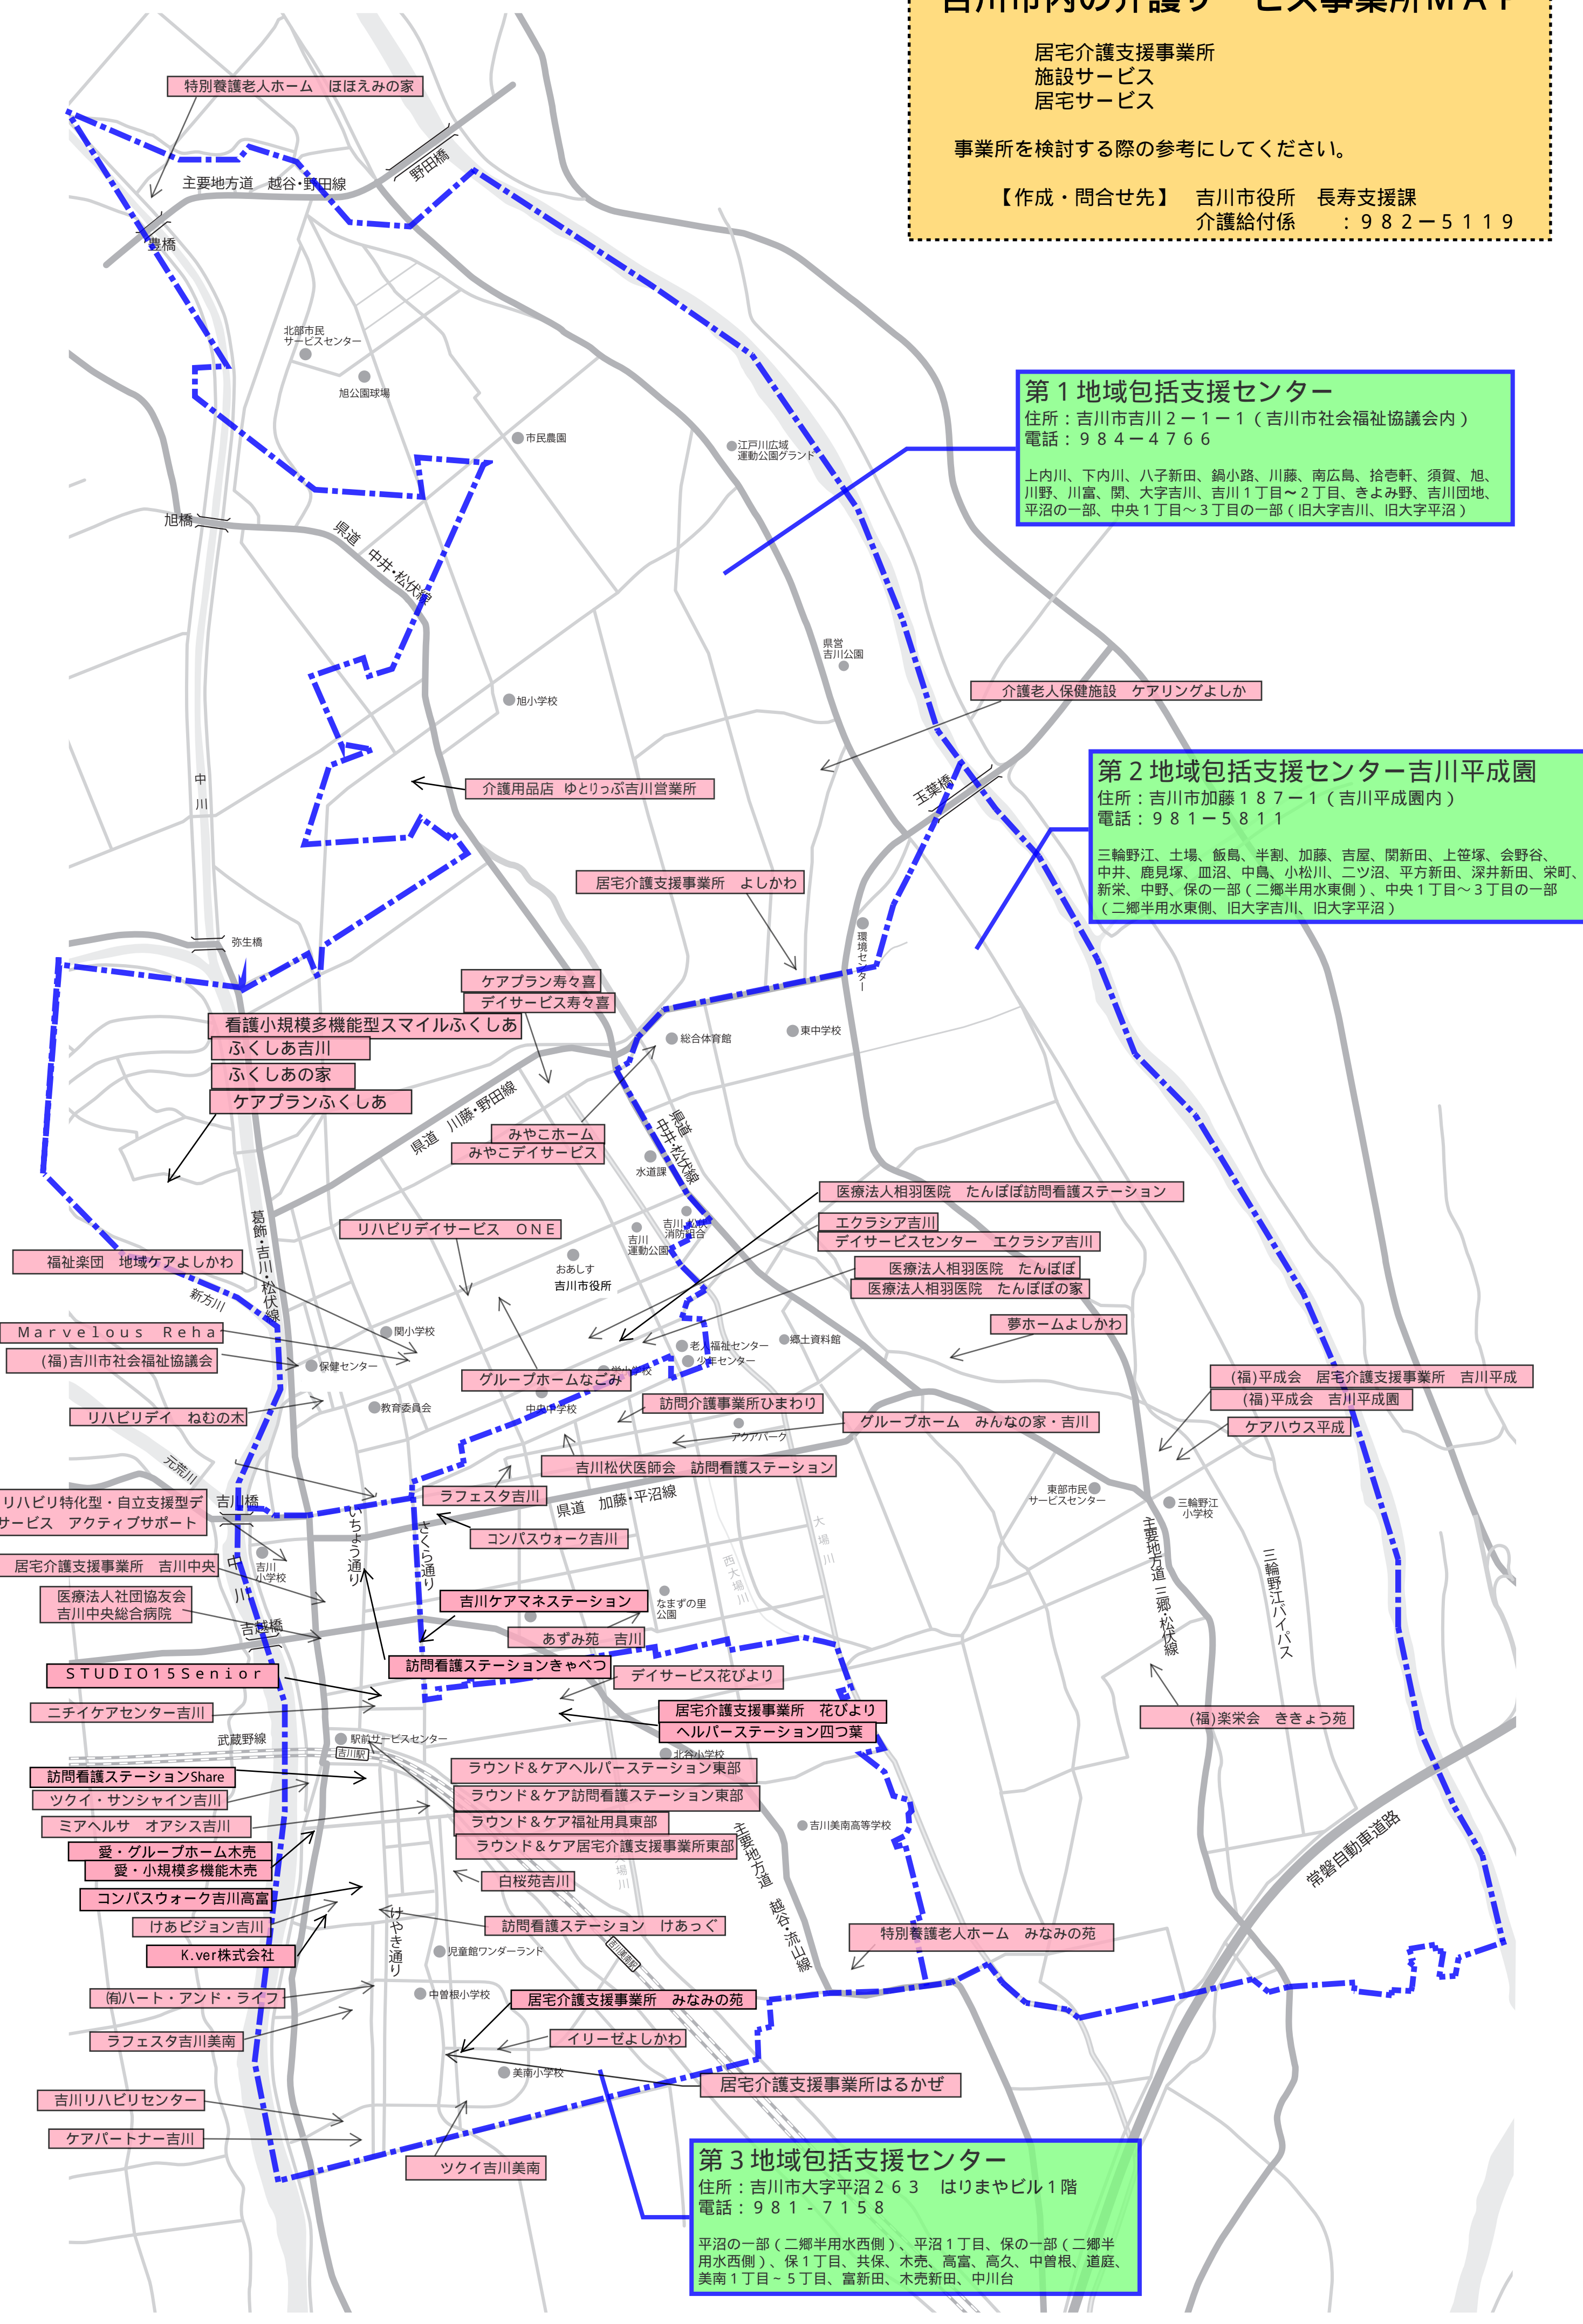 吉川市内の介護サービス事業所ＭＡＰ
居宅介護支援事業所
施設サービス
居宅サービス
事業所を検討する際の参考にしてください。
【作成・問合せ先】　吉川市役所　長寿支援課
介護給付係　　：９８２－５１１９
特別養護老人ホーム　ほほえみの家
野田橋
主要地方道　越谷・野田線
豊橋
北部市民
サービスセンター
旭公園球場
市民農園
江戸川広域
運動公園グランド
第１地域包括支援センター
住所：吉川市吉川２－１－１（吉川市社会福祉協議会内）
電話：９８４－４７６６
上内川、下内川、八子新田、鍋小路、川藤、南広島、拾壱軒、須賀、旭、
川野、川富、関、大字吉川、吉川１丁目～２丁目、きよみ野、吉川団地、
平沼の一部、中央１丁目～３丁目の一部（旧大字吉川、旧大字平沼）
旭橋
県道　中井・松伏線
県営
吉川公園
旭小学校
介護老人保健施設　ケアリングよしか
中川
介護用品店　ゆとりっぷ吉川営業所
玉葉橋
第２地域包括支援センター吉川平成園
住所：吉川市加藤１８７－１（吉川平成園内）
電話：９８１－５８１１
三輪野江、土場、飯島、半割、加藤、吉屋、関新田、上笹塚、会野谷、
中井、鹿見塚、皿沼、中島、小松川、二ツ沼、平方新田、深井新田、栄町、
新栄、中野、保の一部（二郷半用水東側）、中央１丁目～３丁目の一部
（二郷半用水東側、旧大字吉川、旧大字平沼）
居宅介護支援事業所　よしかわ
環境センター
弥生橋
ケアプラン寿々喜
デイサービス寿々喜
看護小規模多機能型スマイルふくしあ
ふくしあ吉川
ふくしあの家
ケアプランふくしあ
総合体育館
東中学校
県道　川藤・野田線
みやこホーム
みやこデイサービス
県道
中井・松伏線
水道課
医療法人相羽医院　たんぽぽ訪問看護ステーション
エクラシア吉川
デイサービスセンター　エクラシア吉川
医療法人相羽医院　たんぽぽ
医療法人相羽医院　たんぽぽの家
葛飾・吉川・松伏線
リハビリデイサービス　ＯＮＥ
吉川
運動公園
吉川・松伏
消防組合
おあしす
吉川市役所
福祉楽団　地域ケアよしかわ
新方川
Ｍａｒｖｅｌｏｕｓ　Ｒｅｈａ
(福)吉川市社会福祉協議会
関小学校
保健センター
老人福祉センター
少年センター
郷土資料館
夢ホームよしかわ
グループホームなごみ
中央中学校
(福)平成会　居宅介護支援事業所　吉川平成
(福)平成会　吉川平成園
ケアハウス平成
リハビリデイ　ねむの木
教育委員会
訪問介護事業所ひまわり
アクアパーク
グループホーム　みんなの家・吉川
元荒川
吉川松伏医師会　訪問看護ステーション
ラフェスタ吉川
県道　加藤・平沼線
東部市民
サービスセンター
三輪野江
小学校
リハビリ特化型・自立支援型デ
サービス　アクティブサポート
吉川橋
いちょう通り
さくら通り
コンパスウォーク吉川
大場川
西大場川
主要地方道　三郷・松伏線
三輪野江バイパス
居宅介護支援事業所　吉川中央
吉川
小学校
中川
医療法人社団協友会
吉川中央総合病院
吉川ケアマネステーション
なまずの里
公園
吉越橋
あずみ苑　吉川
訪問看護ステーションきゃべつ
デイサービス花びより
ＳＴＵＤＩＯ１５Ｓｅｎｉｏｒ
ニチイケアセンター吉川
居宅介護支援事業所　花びより
ヘルパーステーション四つ葉
(福)楽栄会　ききょう苑
武蔵野線
駅前サービスセンター
吉川駅
北谷小学校
訪問看護ステーションShare
ツクイ・サンシャイン吉川
ラウンド＆ケアヘルパーステーション東部
ラウンド＆ケア訪問看護ステーション東部
ラウンド＆ケア福祉用具東部
ラウンド＆ケア居宅介護支援事業所東部
ミアヘルサ　オアシス吉川
吉川美南高等学校
愛・グループホーム木売
愛・小規模多機能木売
主要地方道　越谷・流山線
常磐自動車道路
白桜苑吉川
コンパスウォーク吉川高富
けあビジョン吉川
訪問看護ステーション　けあっぐ
特別養護老人ホーム　みなみの苑
K.ver株式会社
けやき通り
児童館ワンダーランド
吉川美南駅
㈲ハート・アンド・ライフ
中曽根小学校
居宅介護支援事業所　みなみの苑
ラフェスタ吉川美南
イリーゼよしかわ
美南小学校
居宅介護支援事業所はるかぜ
吉川リハビリセンター
ケアパートナー吉川
ツクイ吉川美南
第３地域包括支援センター
住所：吉川市大字平沼２６３　はりまやビル１階
電話：９８１-７１５８
平沼の一部（二郷半用水西側）、平沼１丁目、保の一部（二郷半
用水西側）、保１丁目、共保、木売、高富、高久、中曽根、道庭、
美南１丁目～５丁目、富新田、木売新田、中川台